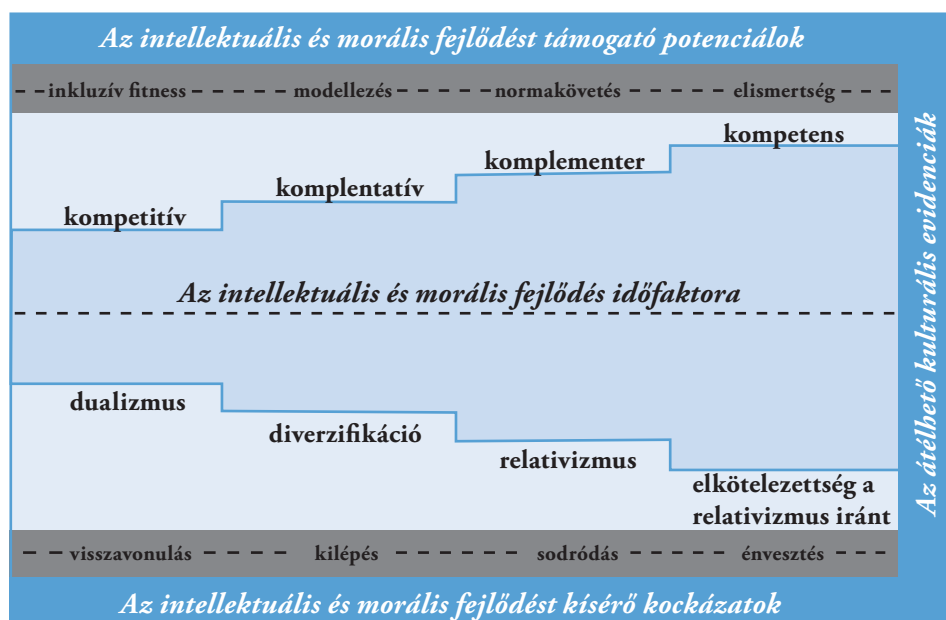 Az intellektuális és morális fejlődést támogató potenciálok
inkluzív fitness modellezés normakövetés elismertség
kompetens
komplementer
komplentatív
kompetitív
Az intellektuális és morális fejlődés időfaktora
dualizmus
diverzifikáció
relativizmus
elkötelezettség a
relativizmus iránt
visszavonulás kilépés sodródás énvesztés
Az intellektuális és morális fejlődést kísérő kockázatok
Az átélhető kulturális evidenciák